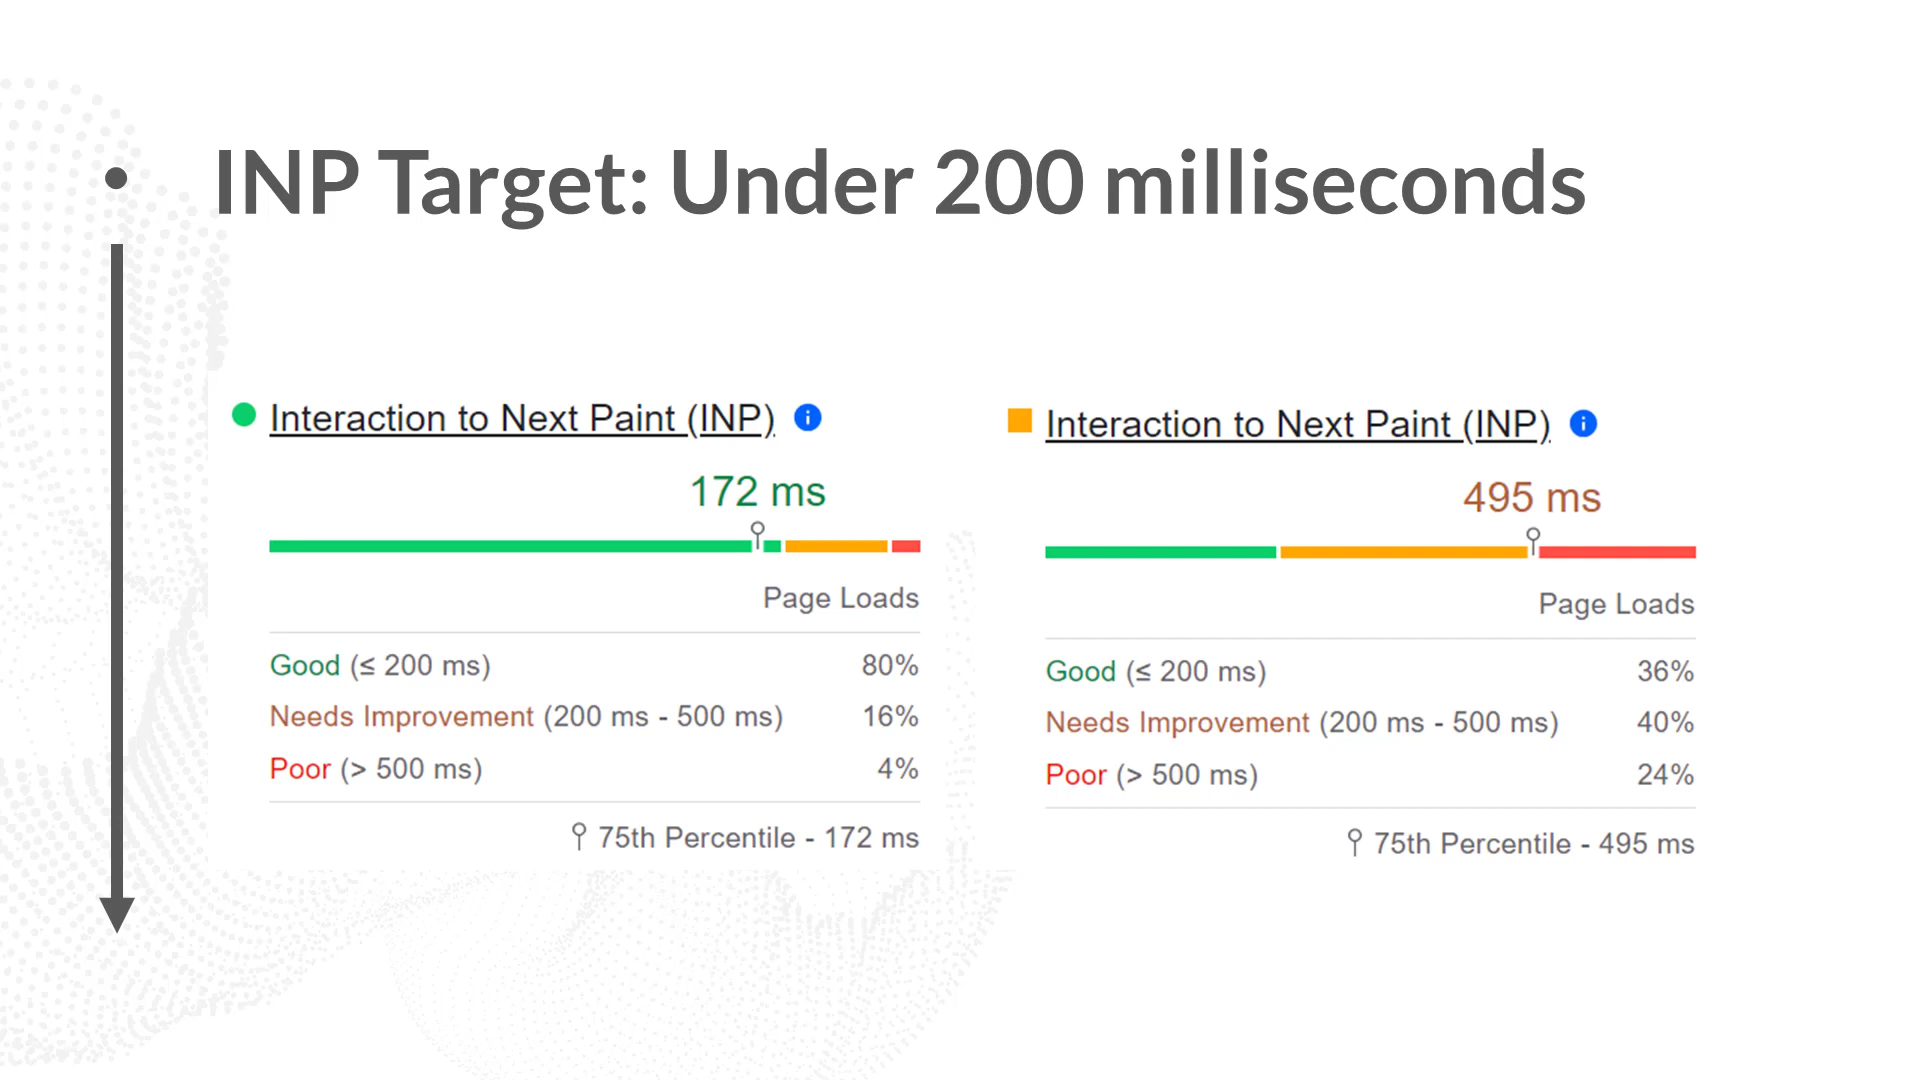 • INP Target: Under 200 milliseconds
Interaction to Next Paint (INP)
172 ms
Page Loads
Good (≤ 200 ms) 80%
Needs Improvement (200 ms - 500 ms) 16%
Poor (> 500 ms) 4%
75th Percentile - 172 ms
Interaction to Next Paint (INP)
495 ms
Page Loads
Good (≤ 200 ms) 36%
Needs Improvement (200 ms - 500 ms) 40%
Poor (> 500 ms) 24%
75th Percentile - 495 ms